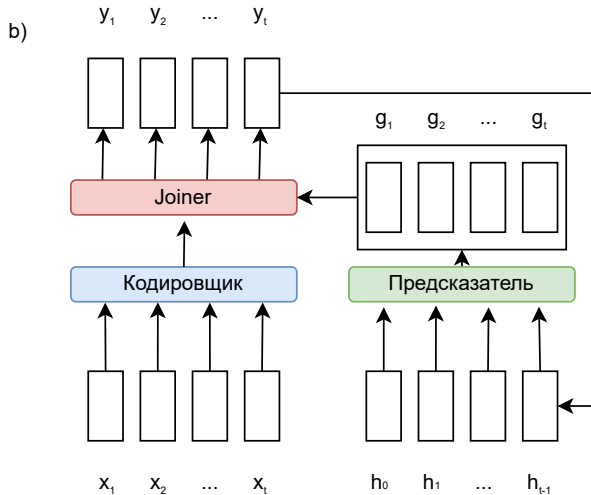 b)
y₁ y₂ ... yₜ
g₁ g₂ ... gₜ
Joiner
Кодировщик Предсказатель
x₁ x₂ ... xₜ h₀ h₁ ... hₜ₋₁